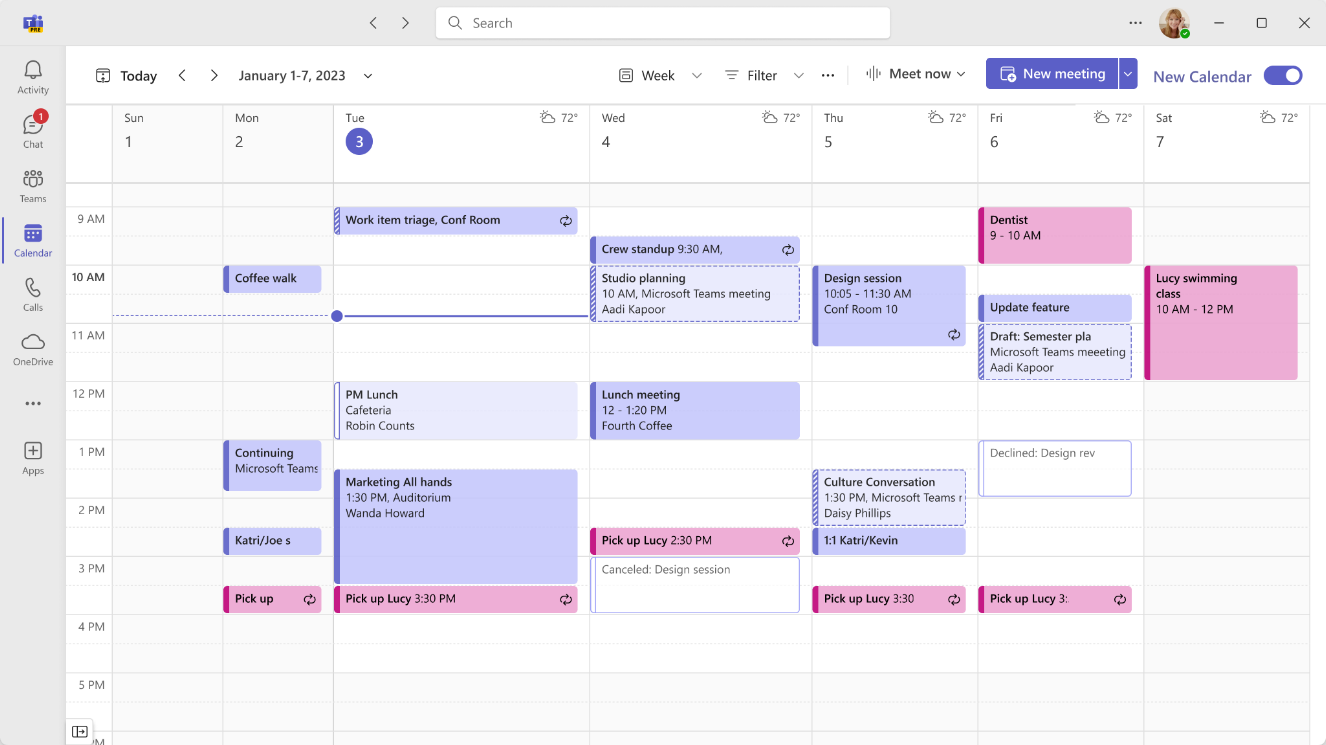 PRE
Search
Activity
1
Chat
Teams
Calendar
Calls
OneDrive
Apps
Today
January 1-7, 2023
Week
Filter
Meet now
New meeting
New Calendar
Sun
1
Mon
2
Tue
72°
3
Wed
72°
4
Thu
72°
5
Fri
72°
6
Sat
72°
7
9 AM
10 AM
11 AM
12 PM
1 PM
2 PM
3 PM
4 PM
5 PM
Coffee walk
Continuing
Microsoft Teams
Katri/Joe s
Pick up
Work item triage, Conf Room
PM Lunch
Cafeteria
Robin Counts
Marketing All hands
1:30 PM, Auditorium
Wanda Howard
Pick up Lucy 3:30 PM
Crew standup 9:30 AM,
Studio planning
10 AM, Microsoft Teams meeting
Aadi Kapoor
Lunch meeting
12 - 1:20 PM
Fourth Coffee
Pick up Lucy 2:30 PM
Canceled: Design session
Design session
10:05 - 11:30 AM
Conf Room 10
Culture Conversation
1:30 PM, Microsoft Teams r
Daisy Phillips
1:1 Katri/Kevin
Pick up Lucy 3:30
Dentist
9 - 10 AM
Update feature
Draft: Semester pla
Microsoft Teams meeeting
Aadi Kapoor
Declined: Design rev
Pick up Lucy 3:
Lucy swimming
class
10 AM - 12 PM